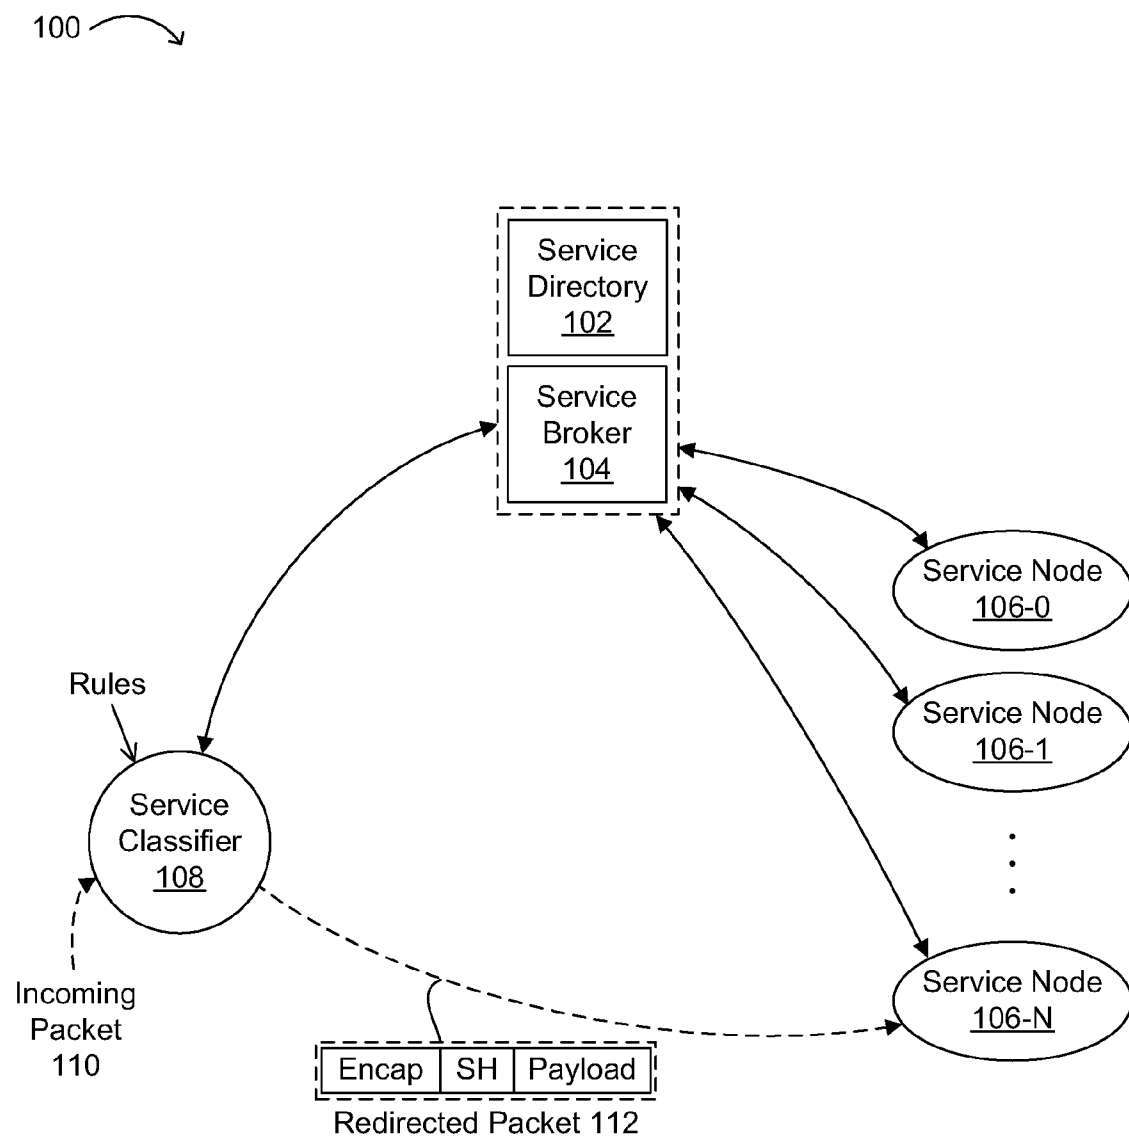 100
Service
Directory
102
Service
Broker
104
Service Node
106-0
Rules
Service Node
106-1
Service
Classifier
108
Incoming
Packet
110
Service Node
106-N
Encap SH Payload
Redirected Packet 112